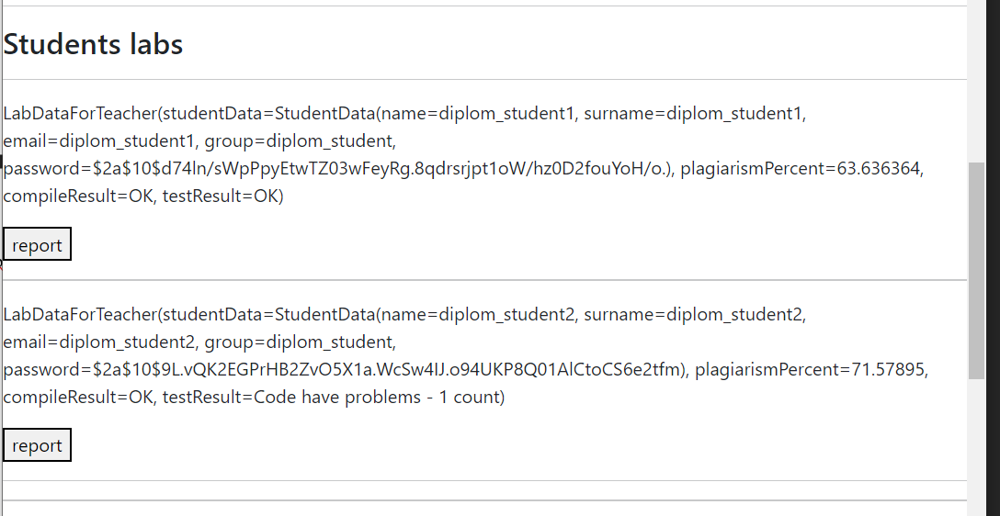 Students labs
LabDataForTeacher(studentData=StudentData(name=diplom_student1, surname=diplom_student1,
email=diplom_student1, group=diplom_student,
password=$2a$10$d74ln/sWpPpyEtwTZ03wFeyRg.8qdrsrjpt1oW/hz0D2fouYoH/o.), plagiarismPercent=63.636364,
compileResult=OK, testResult=OK)
report
LabDataForTeacher(studentData=StudentData(name=diplom_student2, surname=diplom_student2,
email=diplom_student2, group=diplom_student,
password=$2a$10$9L.vQK2EGPrHB2ZvO5X1a.WcSw4IJ.o94UKP8Q01AlCtoCS6e2tfm), plagiarismPercent=71.57895,
compileResult=OK, testResult=Code have problems - 1 count)
report